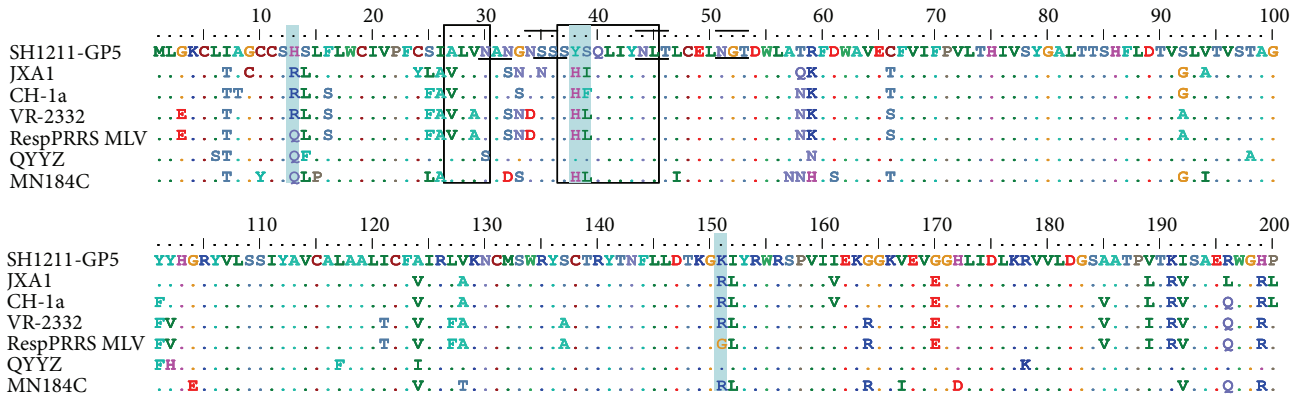 10 20 30 40 50 60 70 80 90 100
SH1211-GP5 MLGKCLIAGCCSHSLFLWCIVPFCSIALVNANGNSSSYSQLIYNLTLCELNGTDWLATRFDWAVECFVIFPVLTHIVSYGALTTSHFLDTVSLVTVSTAG
JXA1 ......T.C...RL.........YLAV....SN.N..HI..................QK......T.........................G.V......
CH-1a ......TT....RL.S........FAV.....S....HF..................NK......T.........................G........
VR-2332 ..E...T.....RL.S........FAV.A..SND...HL..................NK......S.........................A........
RespPRRS MLV ..E...T.....QL.S........FAV.A..SND...HL..................NK......S.........................A........
QYYZ .....ST.....QF...............S............................N......................................A..
MN184C ......T..Y..QLP.........LA.....DS....HL.......T.........NNH.S....T.........................G.I......
110 120 130 140 150 160 170 180 190 200
SH1211-GP5 YYHGRYVLSSIYAVCALAALICFAIRLVKNCMSWRYSCTRYTNFLLDTKGKIYRWRSPVIIEKGGKVEVGGHLIDLKRVVLDGSAATPVTKISAERWGHP
JXA1 .......................V...A......................RL........V........E..................L.RV...L..RL
CH-1a F......................V...A......................RL........V........E..............V...I.RV...Q..RL
VR-2332 FV..................T..V..FA........A.............RL...........R.....E..............V...I.RV...Q..R.
RespPRRS MLV FV..................T..V..FA........A.............GL...........R.....E..............V...I.RV...Q..R.
QYYZ FH..............F......I.....................................................K......................
MN184C ...E...................V...T......................RL...........R..I....D...................V...Q..R.